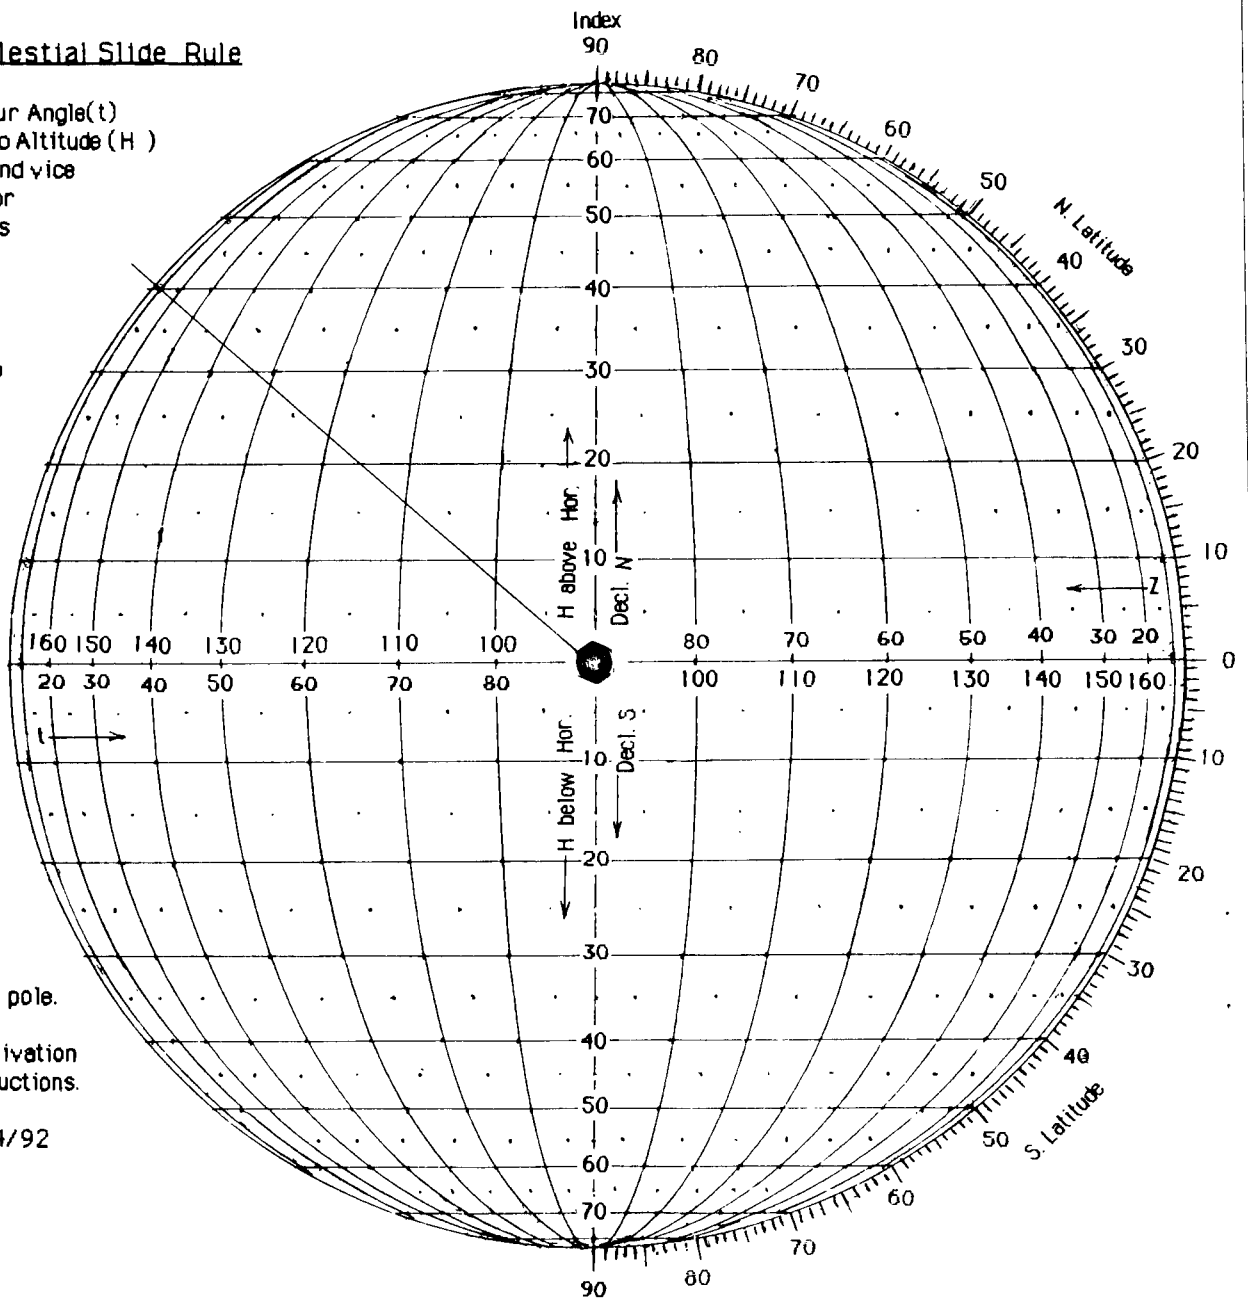 lestial Slide Rule
ur Angle(t)
o Altitude (H )
nd vice
or
s
Index
90
80
70
60
50
N. Latitude
40
30
20
10
0
10
20
30
40
S. Latitude
50
60
70
80
90
70
60
50
40
30
20
10
H above Hor.
Decl. N
Z
160 150 140 130 120 110 100 80 70 60 50 40 30 20
20 30 40 50 60 70 80 100 110 120 130 140 150 160
t
H below Hor.
Decl. S
10
20
30
40
50
60
70
pole.
ivation
uctions.
4/92